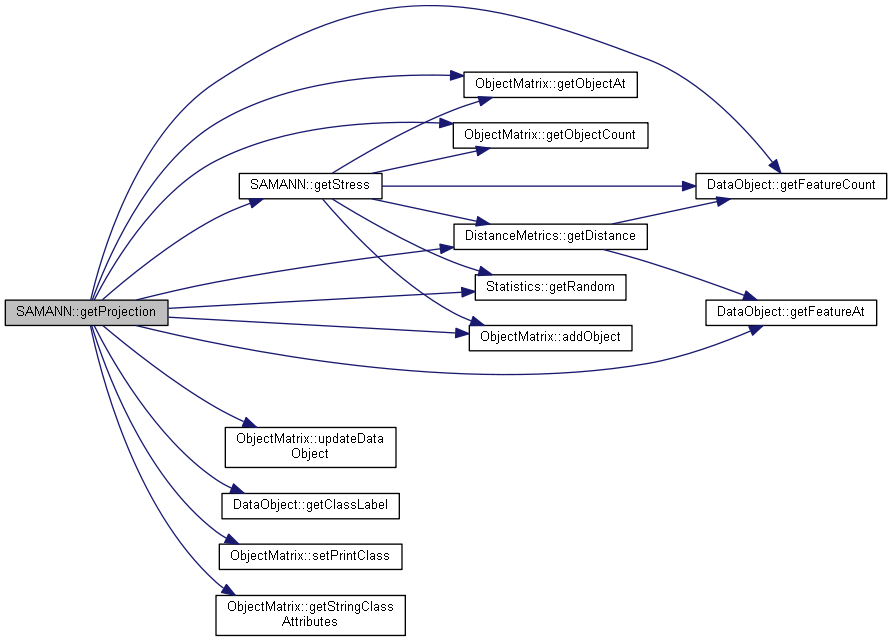 ObjectMatrix::getObjectAt
ObjectMatrix::getObjectCount
SAMANN::getStress
DataObject::getFeatureCount
DistanceMetrics::getDistance
Statistics::getRandom
SAMANN::getProjection
DataObject::getFeatureAt
ObjectMatrix::addObject
ObjectMatrix::updateData
Object
DataObject::getClassLabel
ObjectMatrix::setPrintClass
ObjectMatrix::getStringClass
Attributes